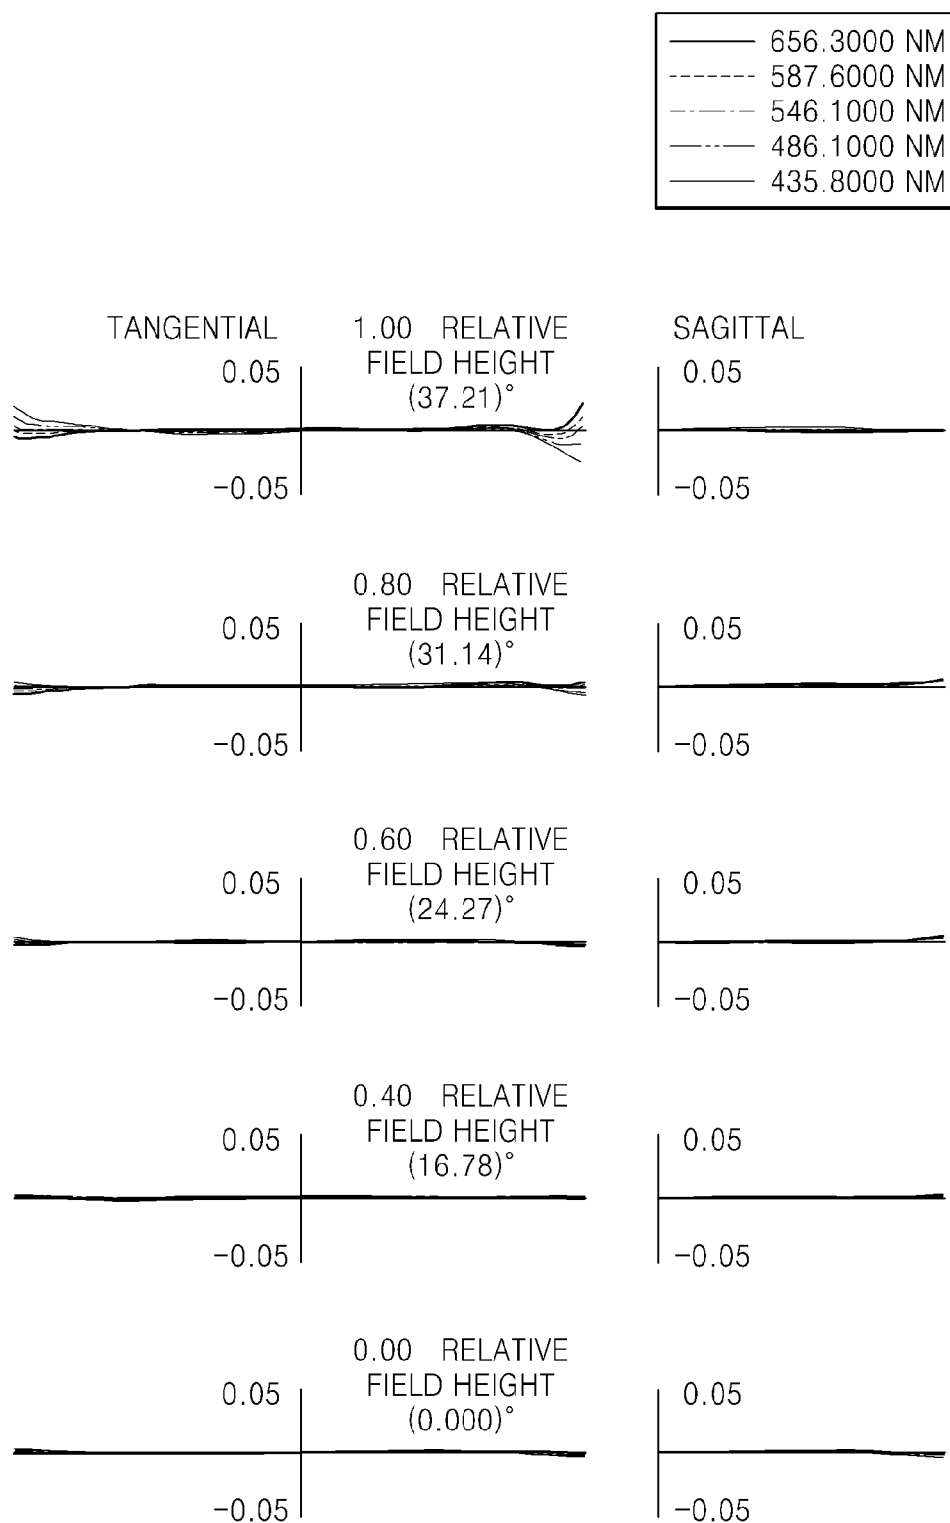 656.3000 NM
587.6000 NM
546.1000 NM
486.1000 NM
435.8000 NM
TANGENTIAL 1.00 RELATIVE SAGITTAL
FIELD HEIGHT
0.05 (37.21)° 0.05
-0.05 -0.05
0.80 RELATIVE
FIELD HEIGHT
0.05 (31.14)° 0.05
-0.05 -0.05
0.60 RELATIVE
FIELD HEIGHT
0.05 (24.27)° 0.05
-0.05 -0.05
0.40 RELATIVE
FIELD HEIGHT
0.05 (16.78)° 0.05
-0.05 -0.05
0.00 RELATIVE
FIELD HEIGHT
0.05 (0.000)° 0.05
-0.05 -0.05